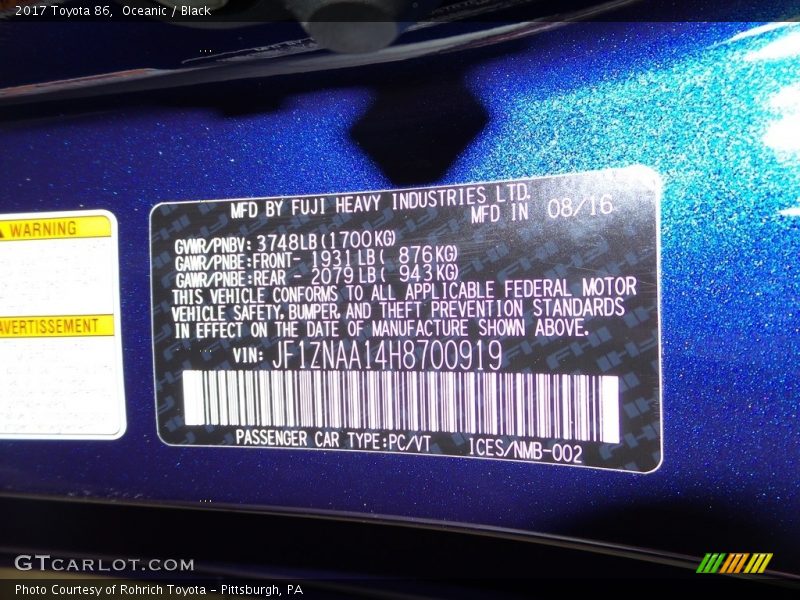 2017 Toyota 86, Oceanic / Black
WARNING
AVERTISSEMENT
MFD BY FUJI HEAVY INDUSTRIES LTD.
MFD IN 08/16
GVWR/PNBV: 3748LB(1700KG)
GAWR/PNBE:FRONT- 1931LB( 876KG)
GAWR/PNBE:REAR - 2079LB( 943KG)
THIS VEHICLE CONFORMS TO ALL APPLICABLE FEDERAL MOTOR
VEHICLE SAFETY, BUMPER, AND THEFT PREVENTION STANDARDS
IN EFFECT ON THE DATE OF MANUFACTURE SHOWN ABOVE.
VIN: JF1ZNAA14H8700919
PASSENGER CAR TYPE:PC/VT ICES/NMB-002
GTCARLOT.COM
Photo Courtesy of Rohrich Toyota - Pittsburgh, PA